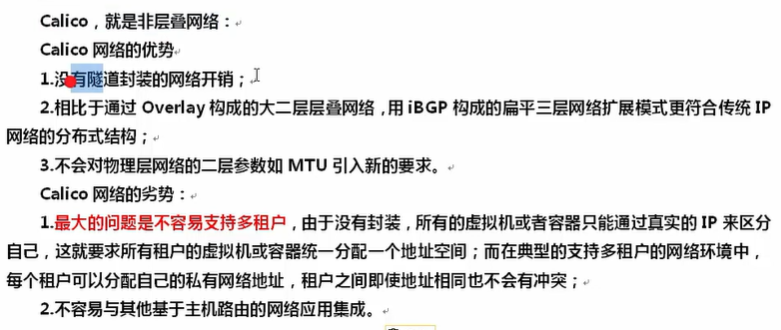 Calico，就是非层叠网络：
Calico 网络的优势
1.没有隧道封装的网络开销；
2.相比于通过 Overlay 构成的大二层层叠网络，用 iBGP 构成的扁平三层网络扩展模式更符合传统 IP
网络的分布式结构；
3.不会对物理层网络的二层参数如 MTU 引入新的要求。
Calico 网络的劣势：
1.最大的问题是不容易支持多租户，由于没有封装，所有的虚拟机或者容器只能通过真实的 IP 来区分
自己，这就要求所有租户的虚拟机或容器统一分配一个地址空间；而在典型的支持多租户的网络环境中，
每个租户可以分配自己的私有网络地址，租户之间即使地址相同也不会有冲突；
2.不容易与其他基于主机路由的网络应用集成。